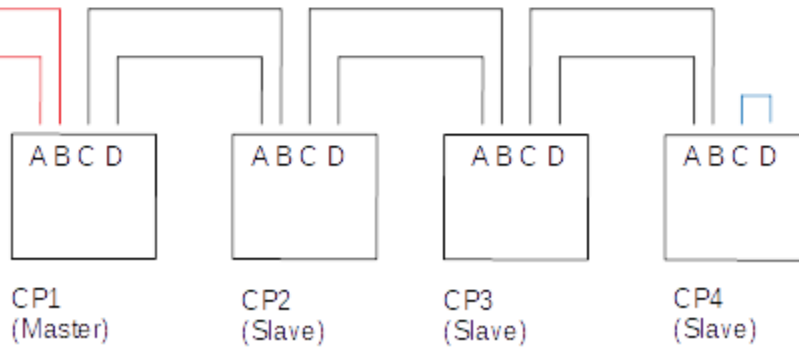 A B C D
A B C D
A B C D
A B C D
CP1
(Master)
CP2
(Slave)
CP3
(Slave)
CP4
(Slave)